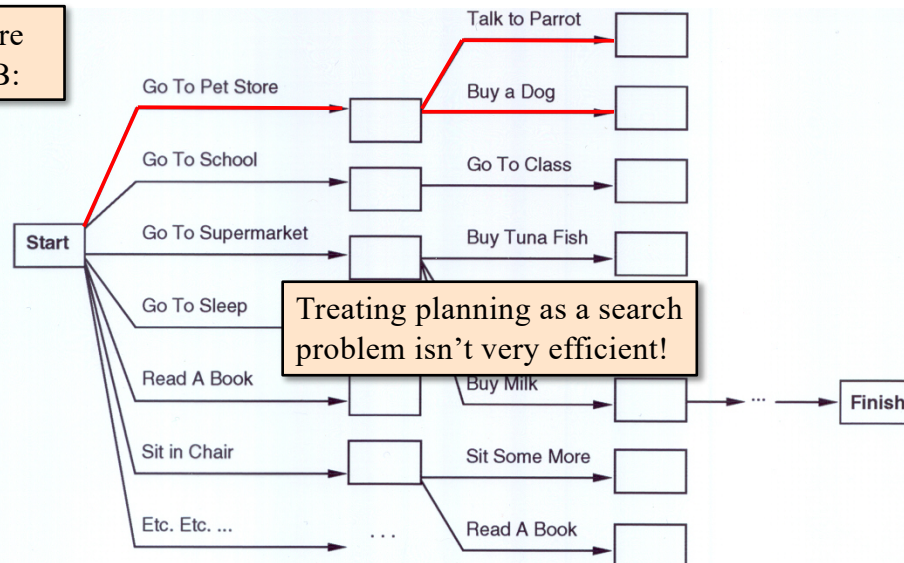 re
B:
Talk to Parrot
Go To Pet Store
Buy a Dog
Go To School
Go To Class
Start
Go To Supermarket
Buy Tuna Fish
Go To Sleep
Treating planning as a search
problem isn’t very efficient!
Read A Book
Buy Milk
...
Finish
Sit in Chair
Sit Some More
Etc. Etc. ...
. . .
Read A Book